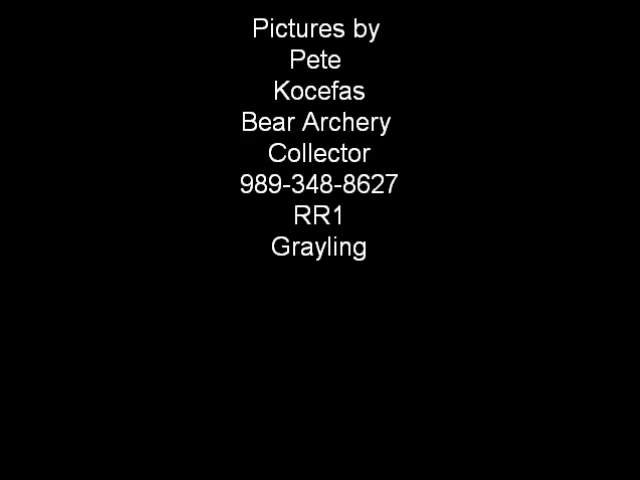 Pictures by
Pete
Kocefas
Bear Archery
Collector
989-348-8627
RR1
Grayling